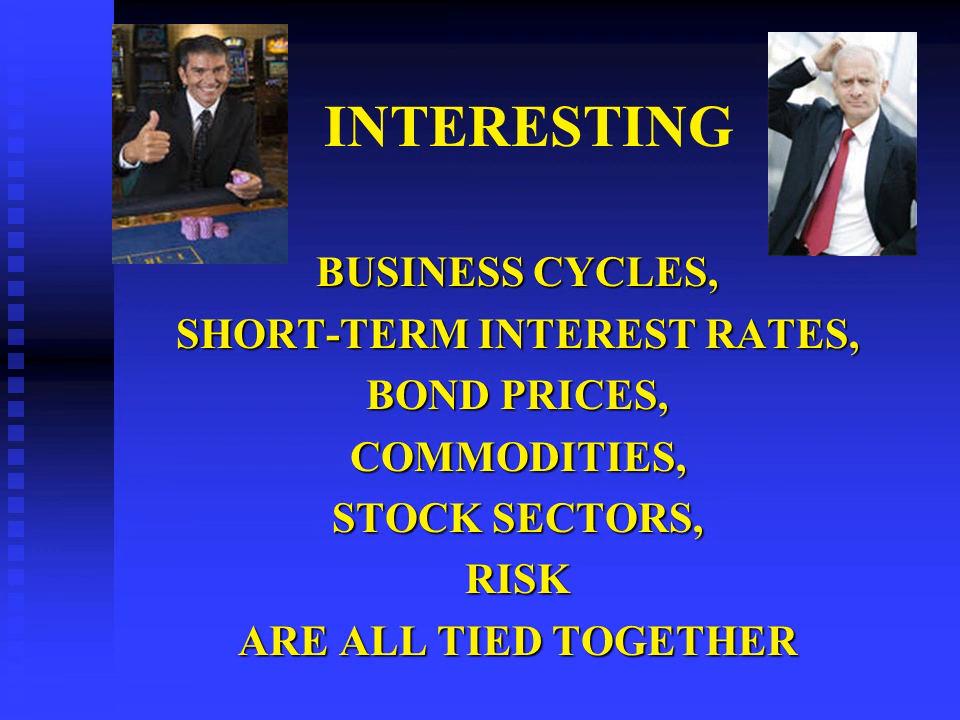 INTERESTING
BUSINESS CYCLES,
SHORT-TERM INTEREST RATES,
BOND PRICES,
COMMODITIES,
STOCK SECTORS,
RISK
ARE ALL TIED TOGETHER